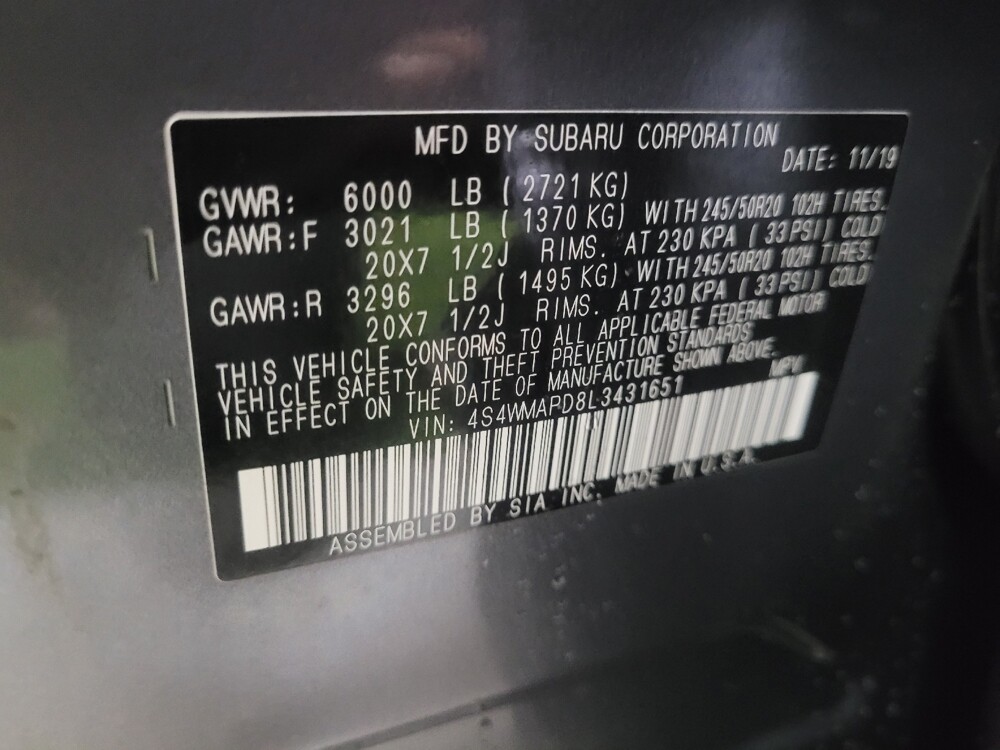 MFD BY SUBARU CORPORATION
DATE: 11/19
GVWR: 6000 LB ( 2721 KG)
GAWR:F 3021 LB ( 1370 KG) WITH 245/50R20 102H TIRES.
20X7 1/2J RIMS. AT 230 KPA ( 33 PSI) COLD
GAWR:R 3296 LB ( 1495 KG) WITH 245/50R20 102H TIRES.
20X7 1/2J RIMS. AT 230 KPA ( 33 PSI) COLD
THIS VEHICLE CONFORMS TO ALL APPLICABLE FEDERAL MOTOR
VEHICLE SAFETY AND THEFT PREVENTION STANDARDS
IN EFFECT ON THE DATE OF MANUFACTURE SHOWN ABOVE.
VIN: 4S4WMAPD8L3431651 MPV
ASSEMBLED BY SIA INC. MADE IN U.S.A.